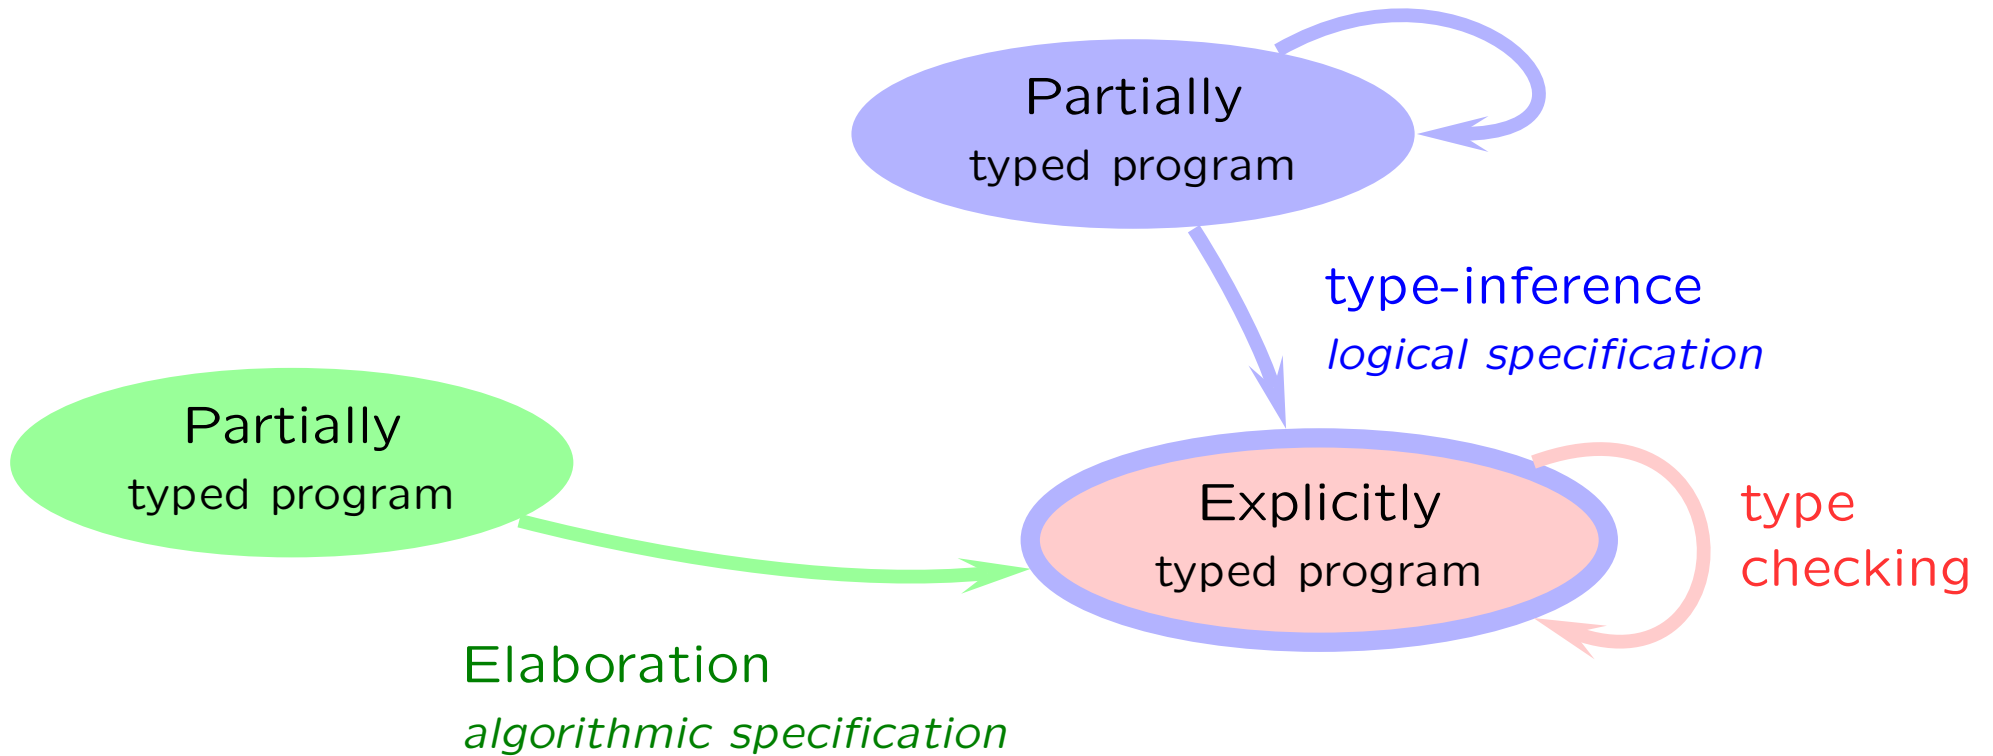 Partially
typed program
type-inference
logical specification
Partially
typed program
Explicitly
typed program
type
checking
Elaboration
algorithmic specification